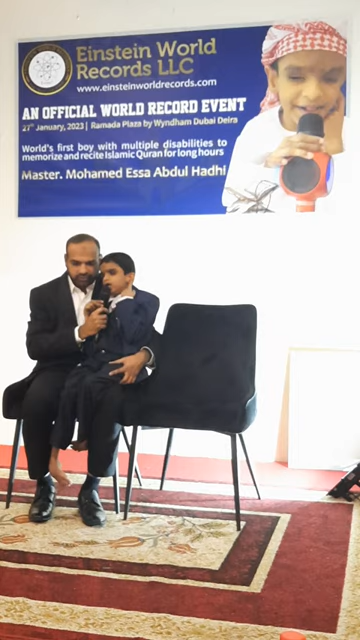 Einstein World
Records LLC
www.einsteinworldrecords.com
AN OFFICIAL WORLD RECORD EVENT
27th January, 2023 | Ramada Plaza by Wyndham Dubai Deira
World's first boy with multiple disabilities to
memorize and recite Islamic Quran for long hours
Master. Mohamed Essa Abdul Hadhi